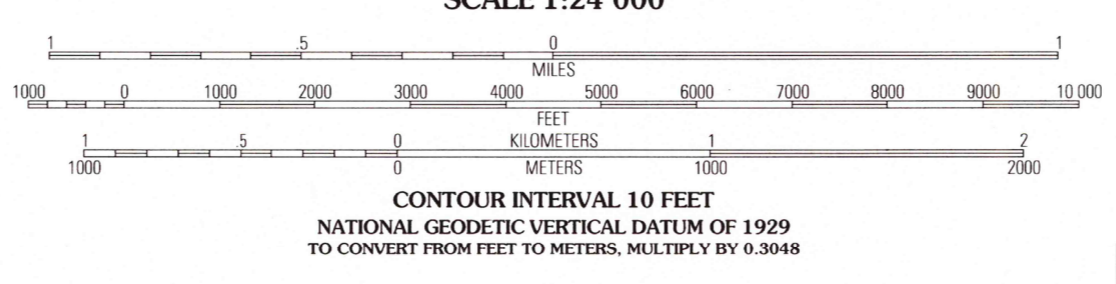 SCALE 1:24 000
1 .5 0 1
MILES
1000 0 1000 2000 3000 4000 5000 6000 7000 8000 9000 10 000
FEET
1 .5 0 KILOMETERS 1 2
1000 0 METERS 1000 2000
CONTOUR INTERVAL 10 FEET
NATIONAL GEODETIC VERTICAL DATUM OF 1929
TO CONVERT FROM FEET TO METERS, MULTIPLY BY 0.3048